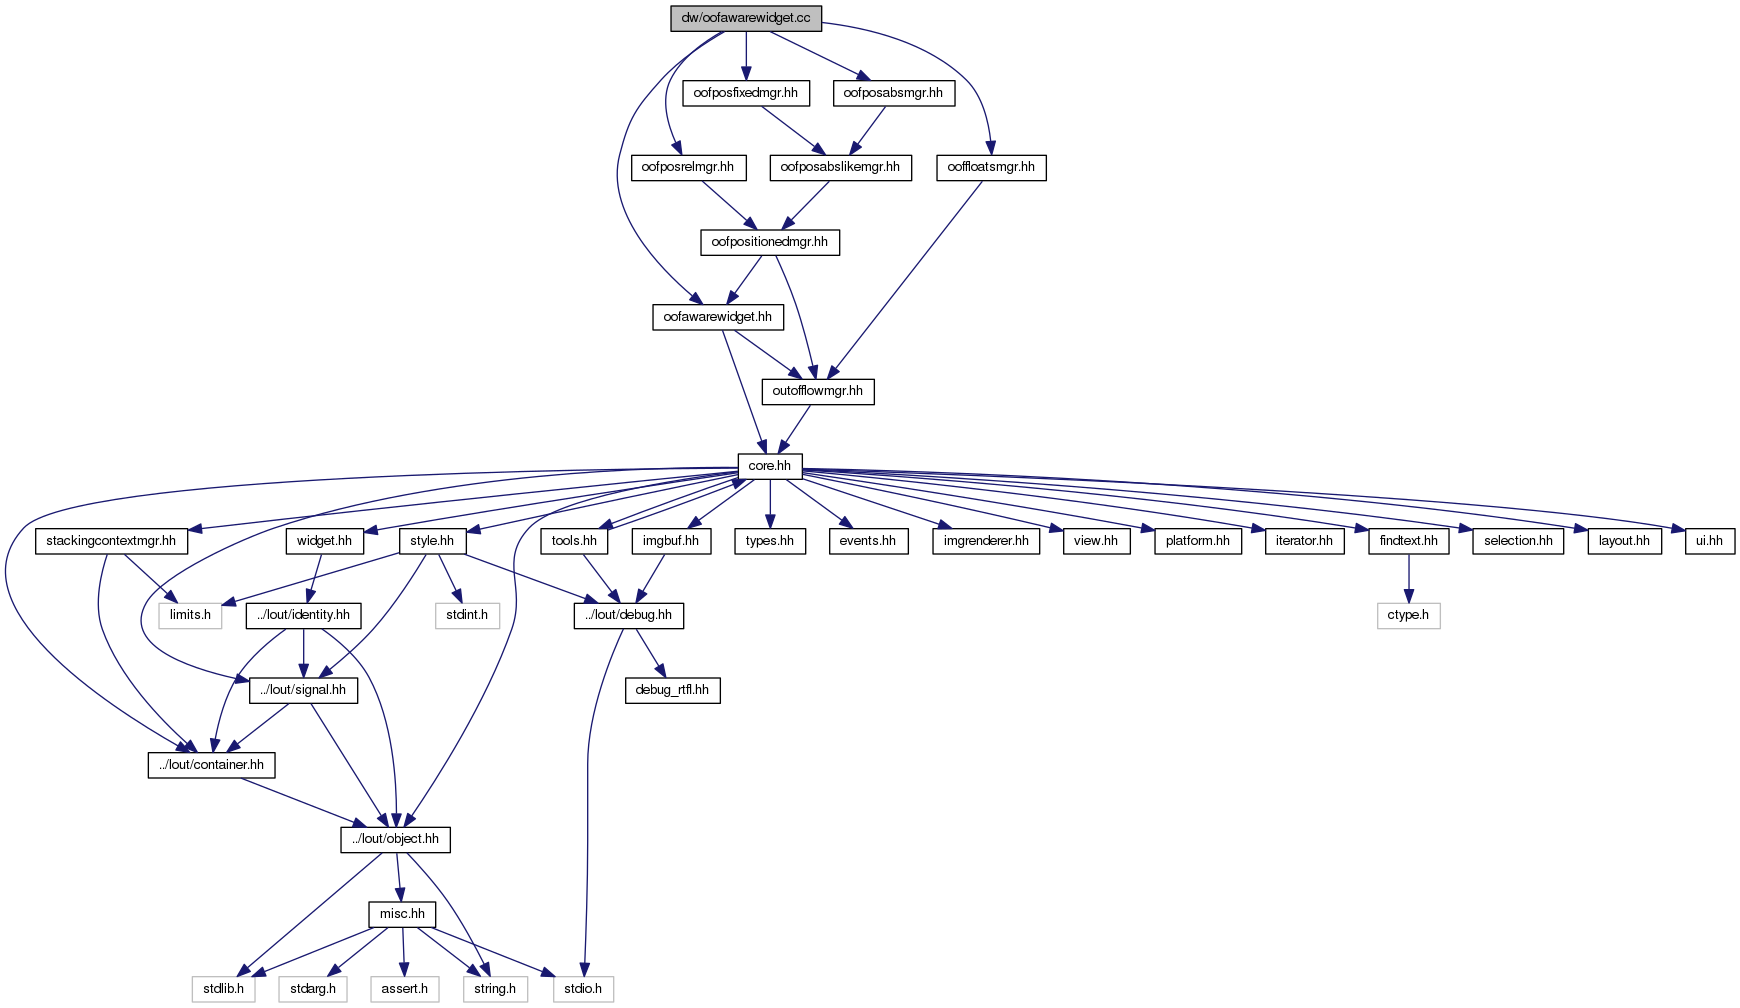 dw/oofawarewidget.cc
oofposfixedmgr.hh
oofposabsmgr.hh
oofposrelmgr.hh
oofposabslikemgr.hh
ooffloatsmgr.hh
oofpositionedmgr.hh
oofawarewidget.hh
outofflowmgr.hh
core.hh
stackingcontextmgr.hh
widget.hh
style.hh
tools.hh
imgbuf.hh
types.hh
events.hh
imgrenderer.hh
view.hh
platform.hh
iterator.hh
findtext.hh
selection.hh
layout.hh
ui.hh
limits.h
../lout/identity.hh
stdint.h
../lout/debug.hh
ctype.h
../lout/signal.hh
debug_rtfl.hh
../lout/container.hh
../lout/object.hh
misc.hh
stdlib.h
stdarg.h
assert.h
string.h
stdio.h